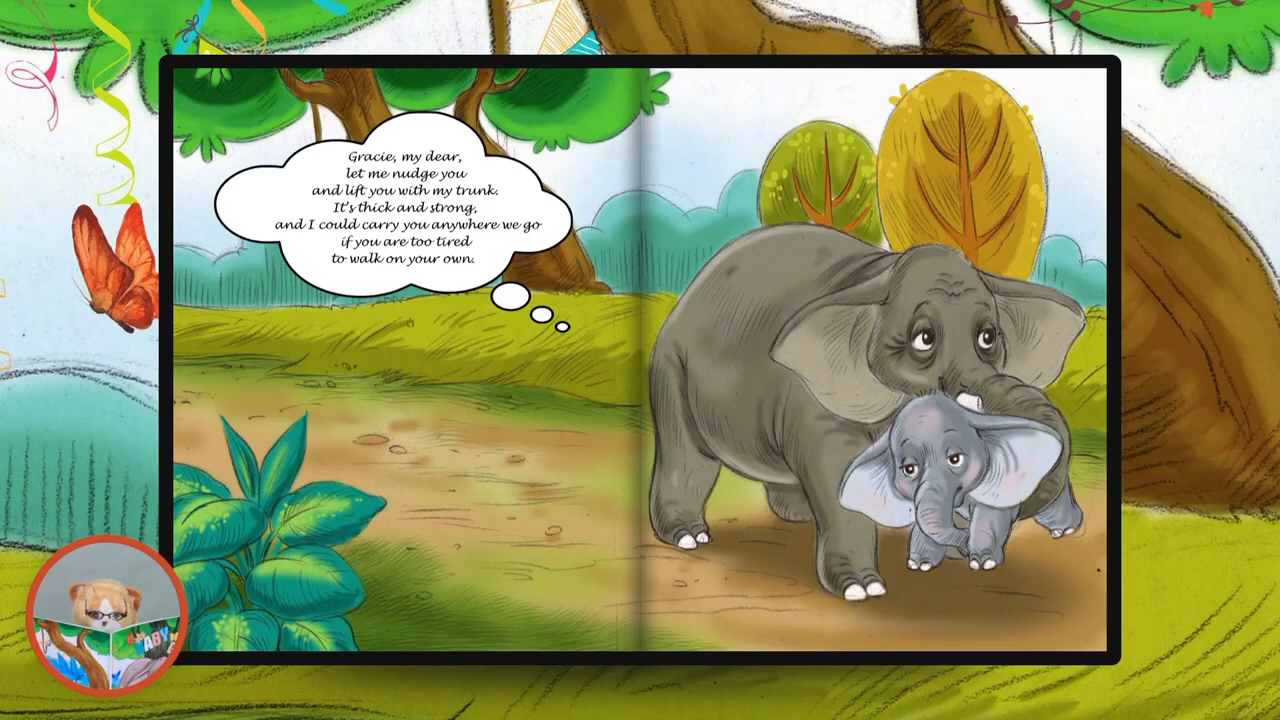 Gracie, my dear,
let me nudge you
and lift you with my trunk.
It's thick and strong,
and I could carry you anywhere we go
if you are too tired
to walk on your own.
BABY